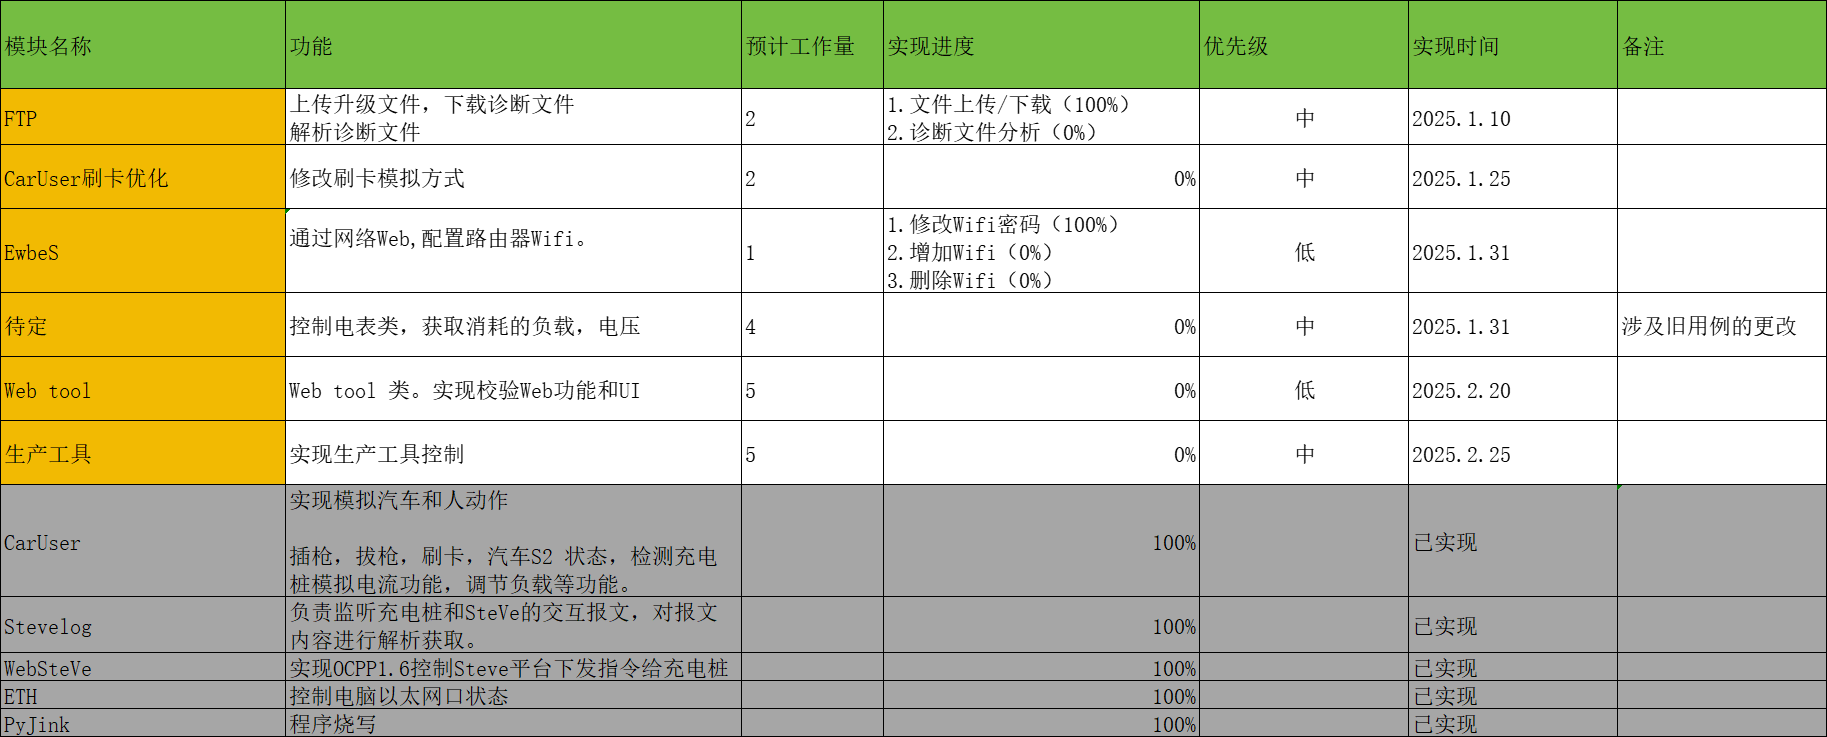 模块名称 功能 预计工作量 实现进度 优先级 实现时间 备注
FTP
上传升级文件，下载诊断文件
解析诊断文件
2
1.文件上传/下载（100%）
2.诊断文件分析（0%）
中
2025.1.10
CarUser刷卡优化 修改刷卡模拟方式 2 0% 中 2025.1.25
EwbeS
通过网络Web,配置路由器Wifi。
1
1.修改Wifi密码（100%）
2.增加Wifi（0%）
3.删除Wifi（0%）
低
2025.1.31
待定 控制电表类，获取消耗的负载，电压 4 0% 中 2025.1.31 涉及旧用例的更改
Web tool Web tool 类。实现校验Web功能和UI 5 0% 低 2025.2.20
生产工具 实现生产工具控制 5 0% 中 2025.2.25
CarUser
实现模拟汽车和人动作
插枪，拔枪，刷卡，汽车S2 状态，检测充电
桩模拟电流功能，调节负载等功能。
100%
已实现
Stevelog
负责监听充电桩和SteVe的交互报文，对报文
内容进行解析获取。
100%
已实现
WebSteVe 实现OCPP1.6控制Steve平台下发指令给充电桩 100% 已实现
ETH 控制电脑以太网口状态 100% 已实现
PyJink 程序烧写 100% 已实现